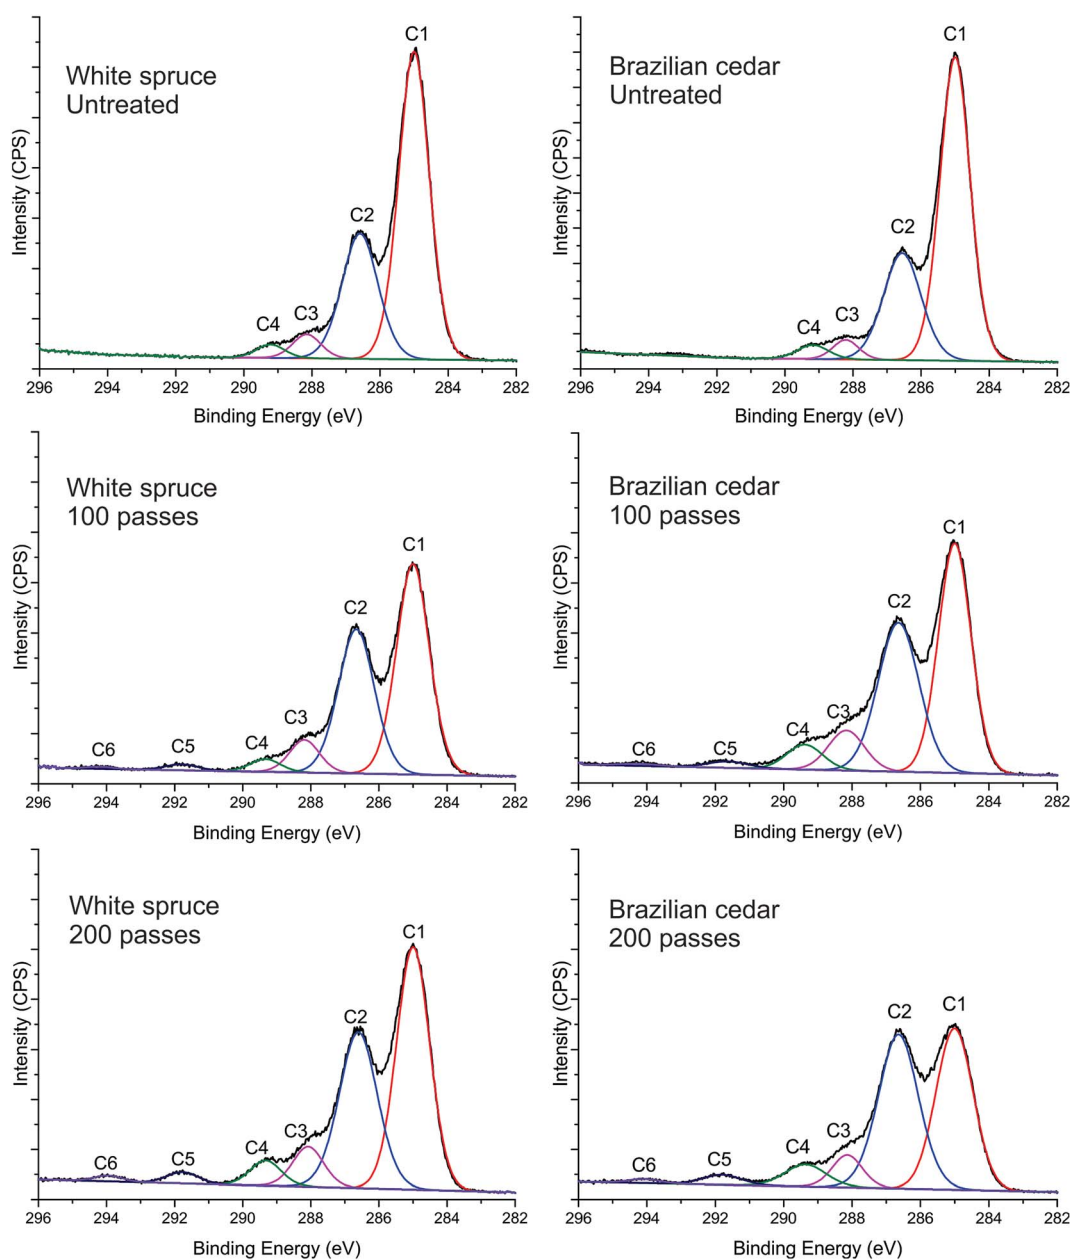 White spruce
Untreated
C1
C2
C3
C4
Intensity (CPS)
296 294 292 290 288 286 284 282
Binding Energy (eV)
Brazilian cedar
Untreated
C1
C2
C3
C4
Intensity (CPS)
296 294 292 290 288 286 284 282
Binding Energy (eV)
White spruce
100 passes
C1
C2
C3
C4
C5
C6
Intensity (CPS)
296 294 292 290 288 286 284 282
Binding Energy (eV)
Brazilian cedar
100 passes
C1
C2
C3
C4
C5
C6
Intensity (CPS)
296 294 292 290 288 286 284 282
Binding Energy (eV)
White spruce
200 passes
C1
C2
C3
C4
C5
C6
Intensity (CPS)
296 294 292 290 288 286 284 282
Binding Energy (eV)
Brazilian cedar
200 passes
C1
C2
C3
C4
C5
C6
Intensity (CPS)
296 294 292 290 288 286 284 282
Binding Energy (eV)